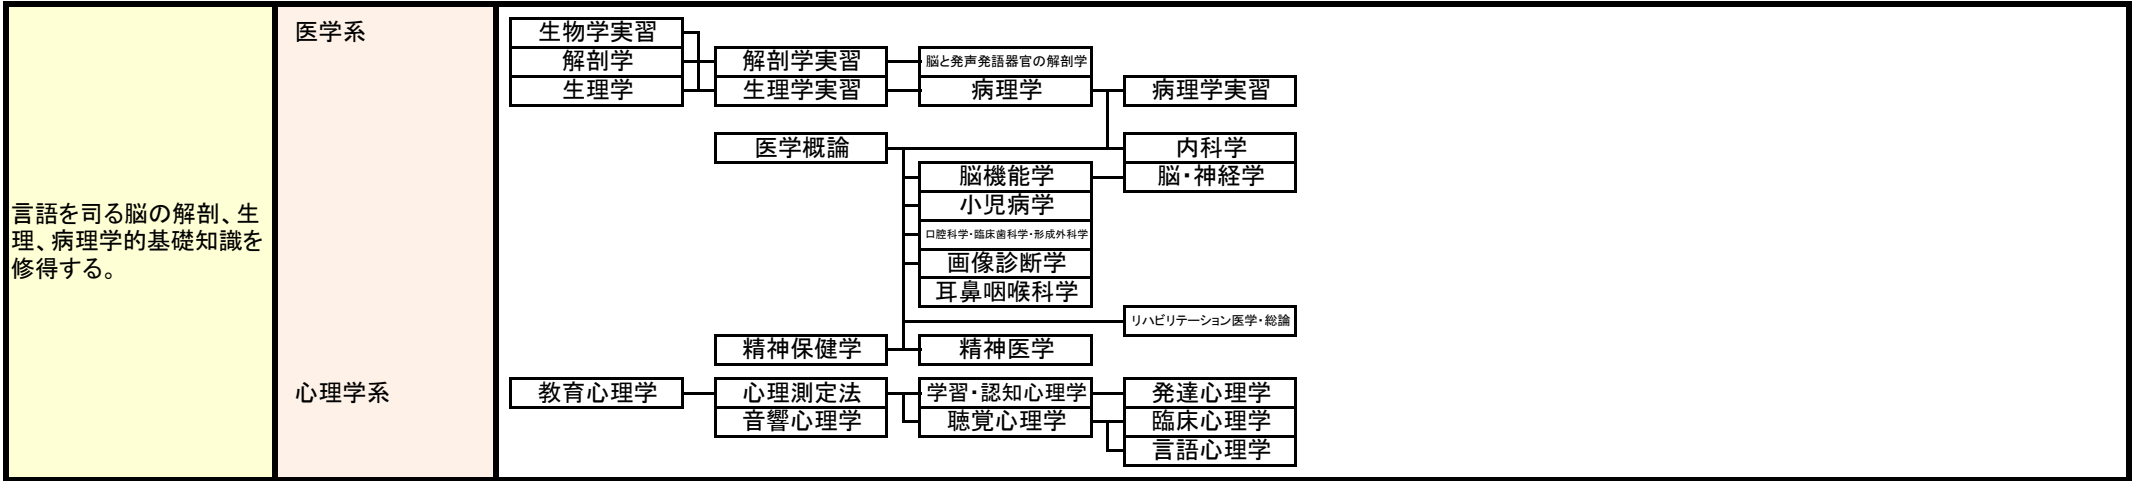 言語を司る脳の解剖、生
理、病理学的基礎知識を
修得する。
医学系
生物学実習
解剖学
解剖学実習
脳と発声発語器官の解剖学
生理学
生理学実習
病理学
病理学実習
医学概論
内科学
脳機能学
脳・神経学
小児病学
口腔科学・臨床歯科学・形成外科学
画像診断学
耳鼻咽喉科学
リハビリテーション医学・総論
精神保健学
精神医学
心理学系
教育心理学
心理測定法
学習・認知心理学
発達心理学
音響心理学
聴覚心理学
臨床心理学
言語心理学